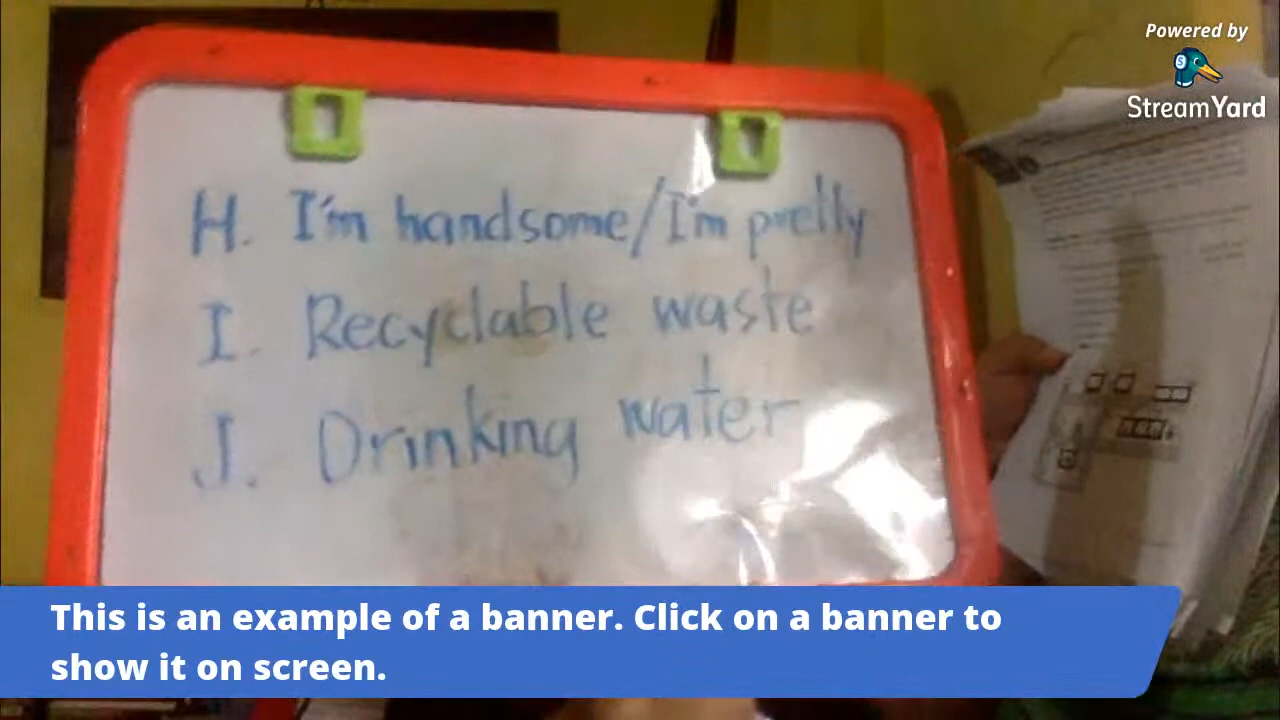 Powered by
StreamYard
H. I'm handsome/I'm pretty
I. Recyclable waste
J. Drinking water
This is an example of a banner. Click on a banner to
show it on screen.